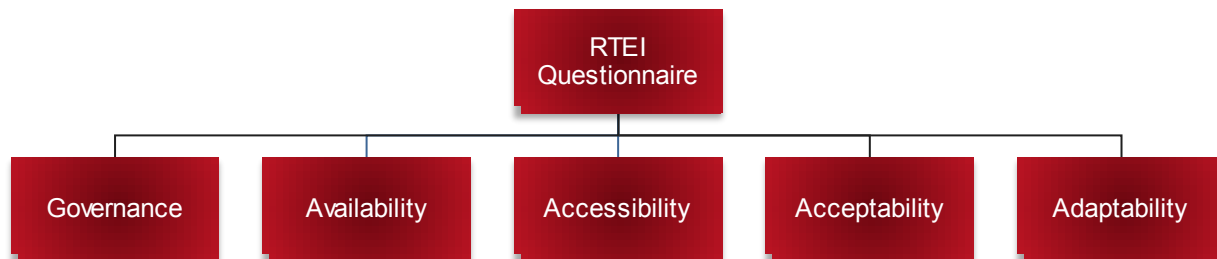 RTEI
Questionnaire
Governance
Availability
Accessibility
Acceptability
Adaptability